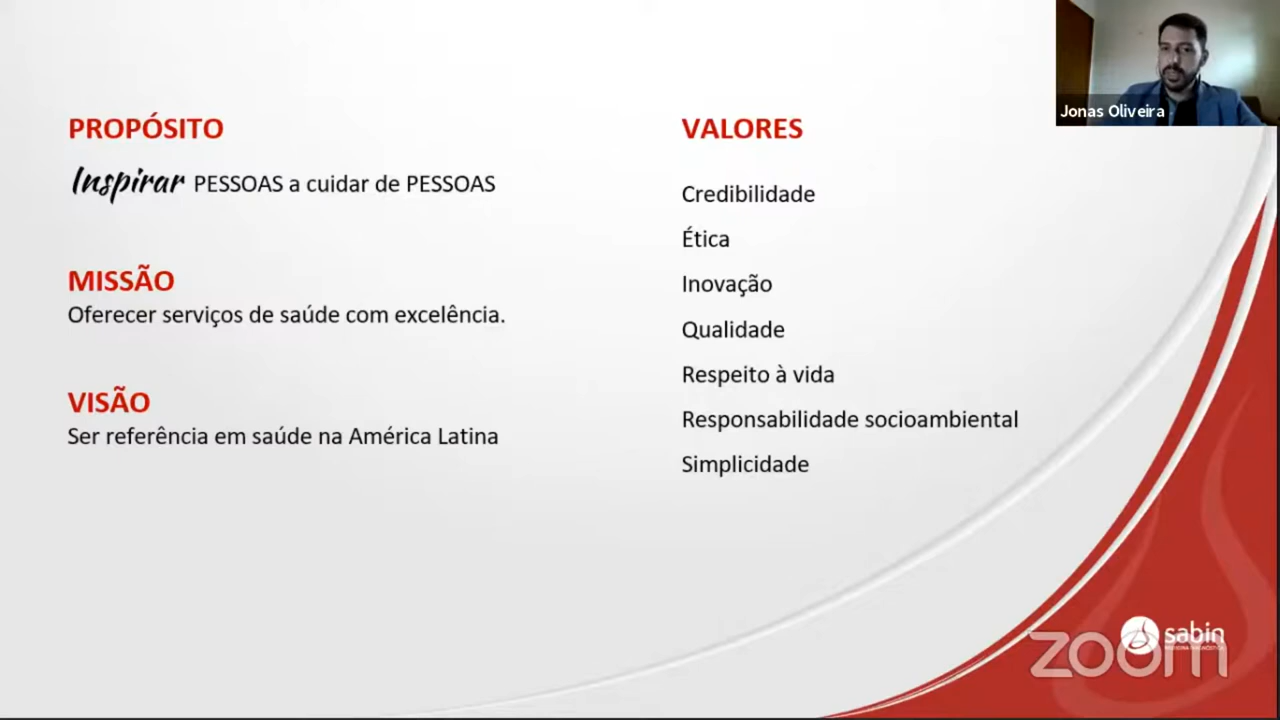 PROPÓSITO
Inspirar PESSOAS a cuidar de PESSOAS
MISSÃO
Oferecer serviços de saúde com excelência.
VISÃO
Ser referência em saúde na América Latina
VALORES
Credibilidade
Ética
Inovação
Qualidade
Respeito à vida
Responsabilidade socioambiental
Simplicidade
Jonas Oliveira
sabin
zoom